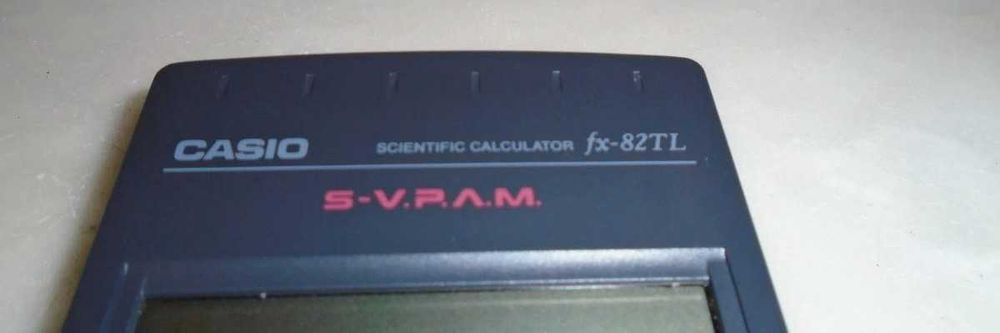 CASIO SCIENTIFIC CALCULATOR fx-82TL
S-V.P.A.M.